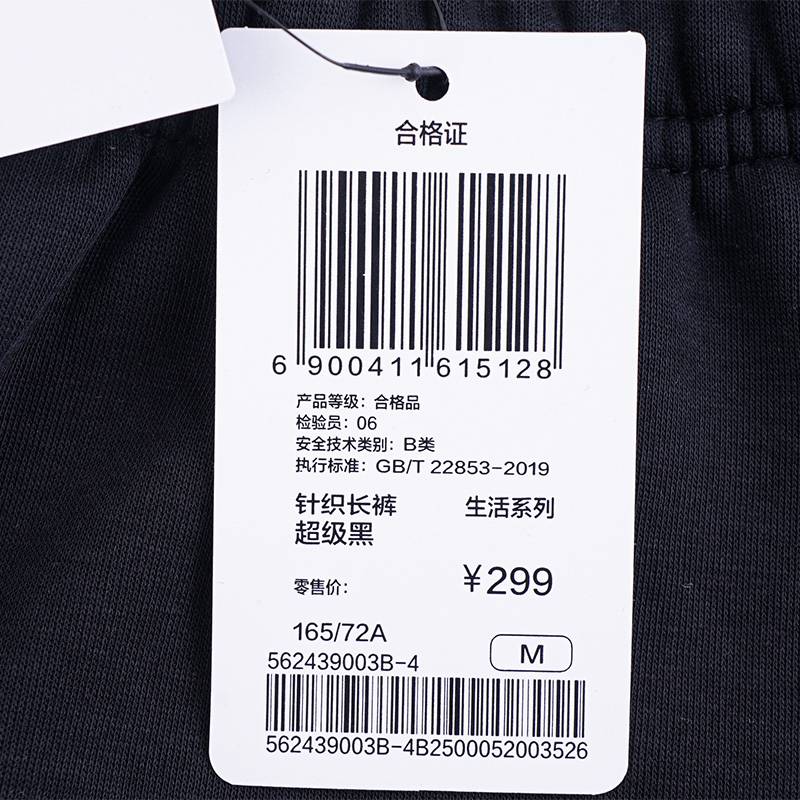 合格证
6 900411 615128
产品等级: 合格品
检验员: 06
安全技术类别: B类
执行标准: GB/T 22853-2019
针织长裤 生活系列
超级黑
零售价: ¥299
165/72A
562439003B-4 M
562439003B-4B2500052003526